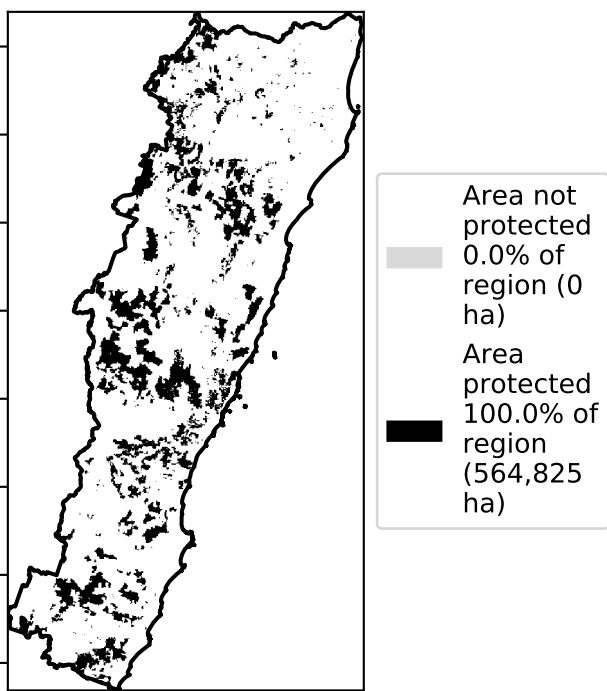 Area not
protected
0.0% of
region (0
ha)
Area
protected
100.0% of
region
(564,825
ha)